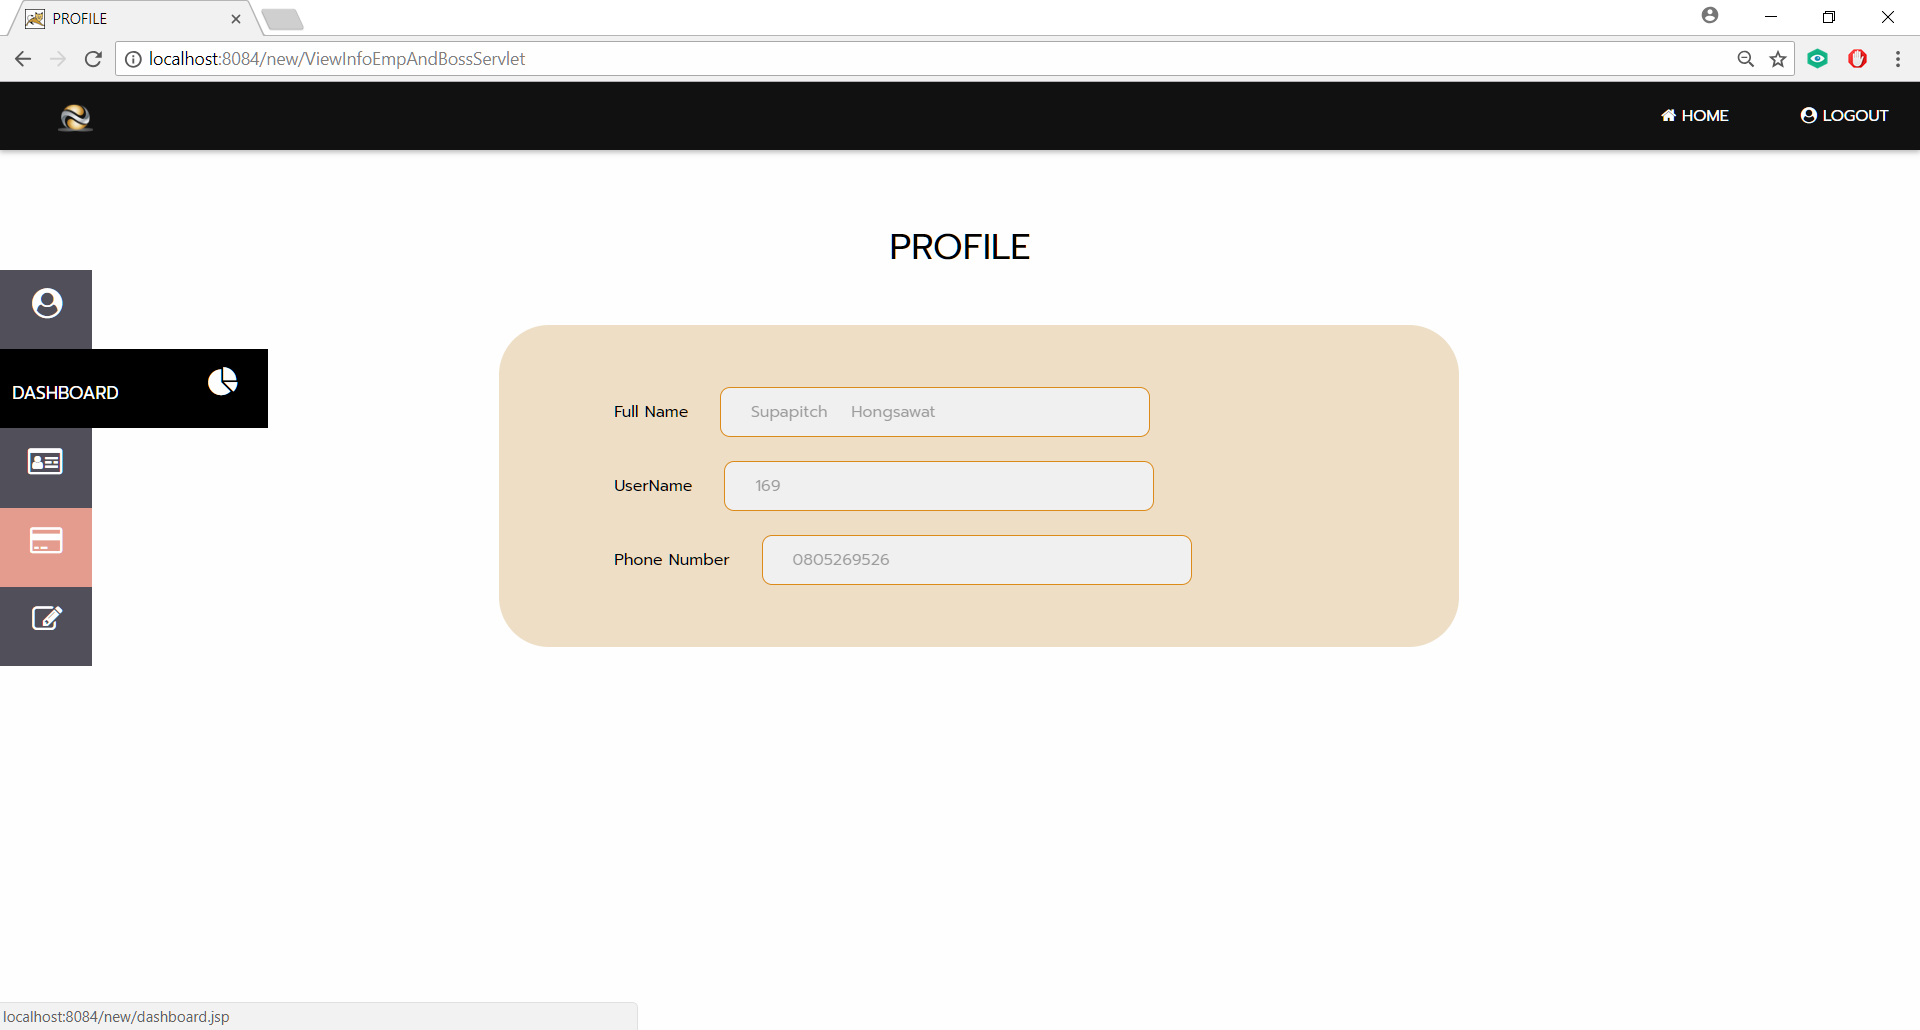 PROFILE
localhost:8084/new/ViewInfoEmpAndBossServlet
HOME
LOGOUT
PROFILE
DASHBOARD
Full Name Supapitch Hongsawat
UserName 169
Phone Number 0805269526
localhost:8084/new/dashboard.jsp